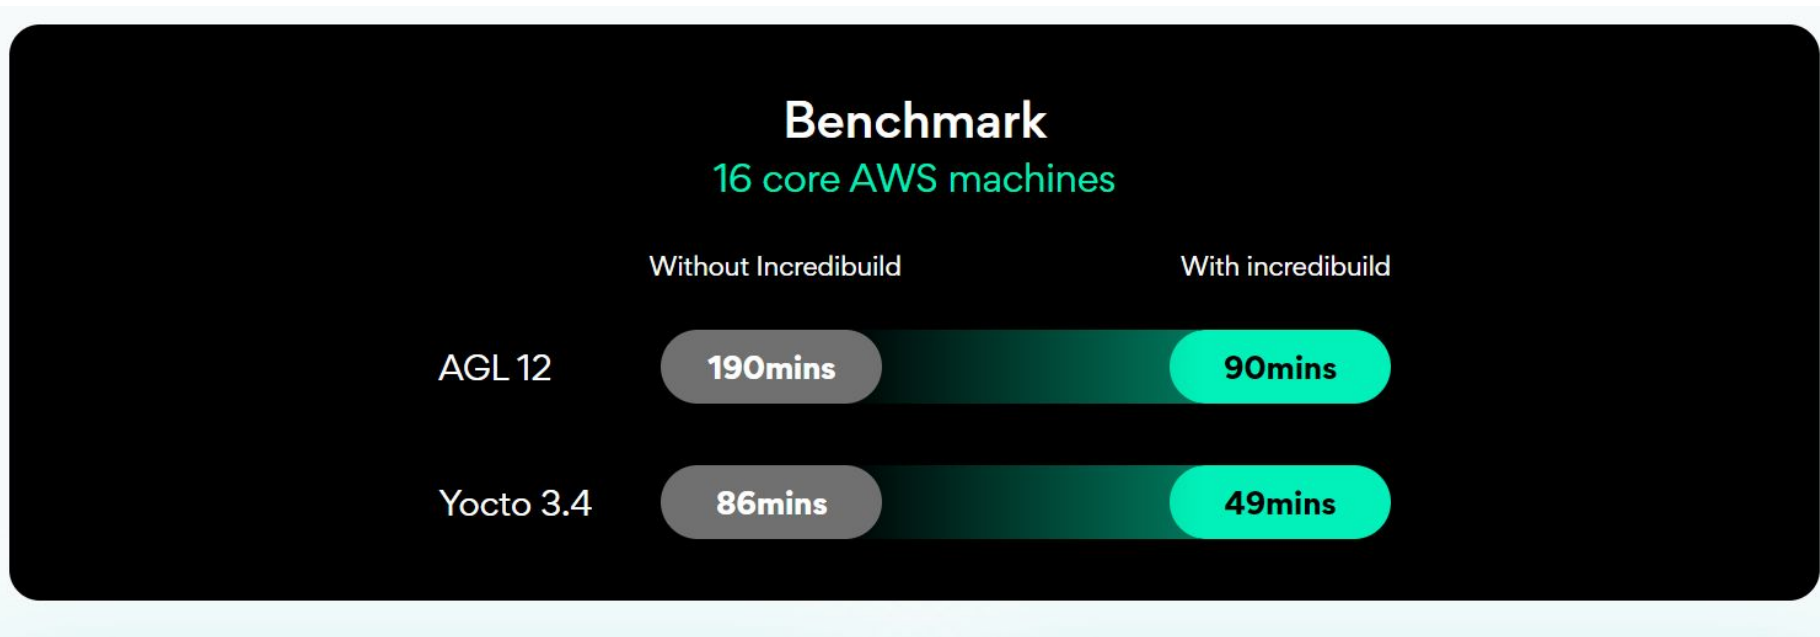 Benchmark
16 core AWS machines
Without Incredibuild With incredibuild
AGL 12 190mins 90mins
Yocto 3.4 86mins 49mins